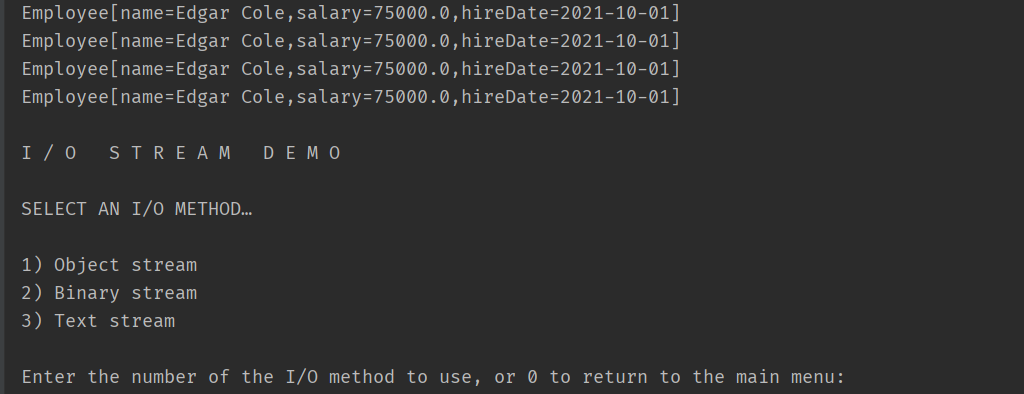 Employee[name=Edgar Cole,salary=75000.0,hireDate=2021-10-01]
Employee[name=Edgar Cole,salary=75000.0,hireDate=2021-10-01]
Employee[name=Edgar Cole,salary=75000.0,hireDate=2021-10-01]
Employee[name=Edgar Cole,salary=75000.0,hireDate=2021-10-01]
I / O   S T R E A M   D E M O
SELECT AN I/O METHOD…
1) Object stream
2) Binary stream
3) Text stream
Enter the number of the I/O method to use, or 0 to return to the main menu: